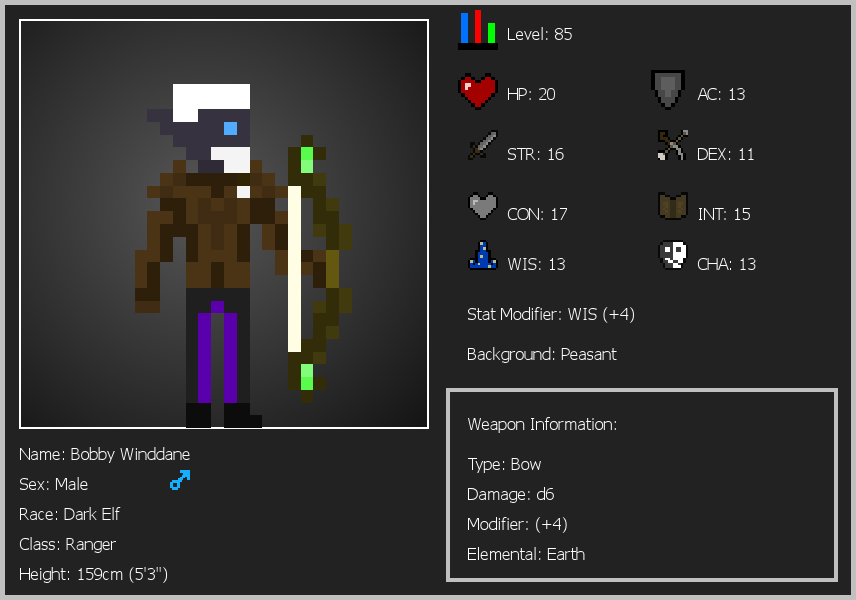 Level: 85
HP: 20
AC: 13
STR: 16
DEX: 11
CON: 17
INT: 15
WIS: 13
CHA: 13
Stat Modifier: WIS (+4)
Background: Peasant
Weapon Information:
Type: Bow
Damage: d6
Modifier: (+4)
Elemental: Earth
Name: Bobby Winddane
Sex: Male
Race: Dark Elf
Class: Ranger
Height: 159cm (5'3")